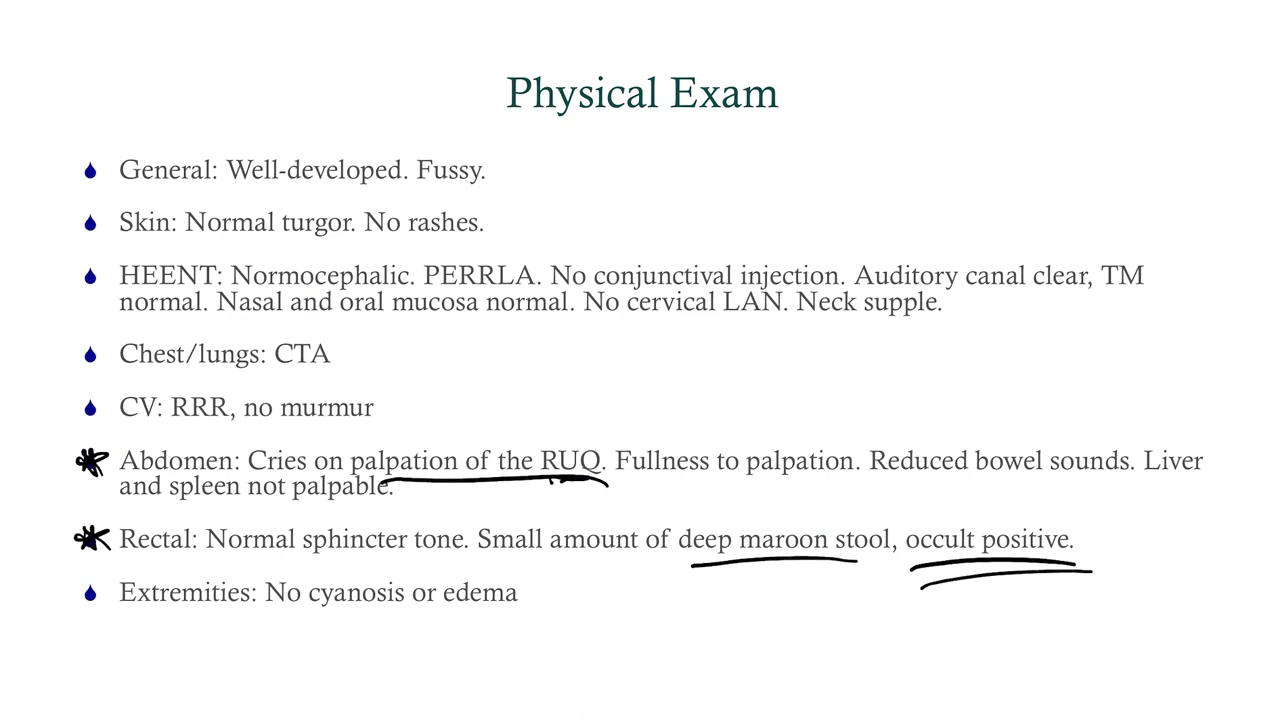 Physical Exam
General: Well-developed. Fussy.
Skin: Normal turgor. No rashes.
HEENT: Normocephalic. PERRLA. No conjunctival injection. Auditory canal clear, TM
normal. Nasal and oral mucosa normal. No cervical LAN. Neck supple.
Chest/lungs: CTA
CV: RRR, no murmur
Abdomen: Cries on palpation of the RUQ. Fullness to palpation. Reduced bowel sounds. Liver
and spleen not palpable.
Rectal: Normal sphincter tone. Small amount of deep maroon stool, occult positive.
Extremities: No cyanosis or edema